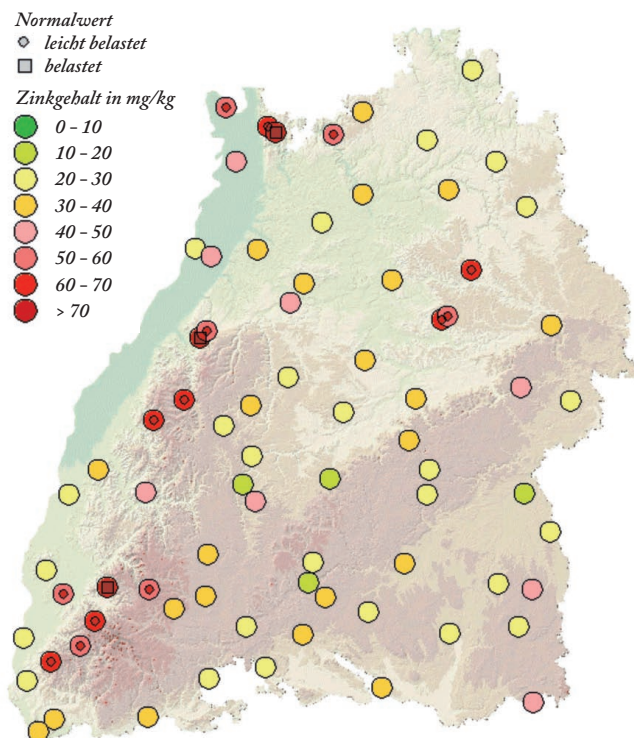 Normalwert
leicht belastet
belastet
Zinkgehalt in mg/kg
0 – 10
10 – 20
20 – 30
30 – 40
40 – 50
50 – 60
60 – 70
> 70